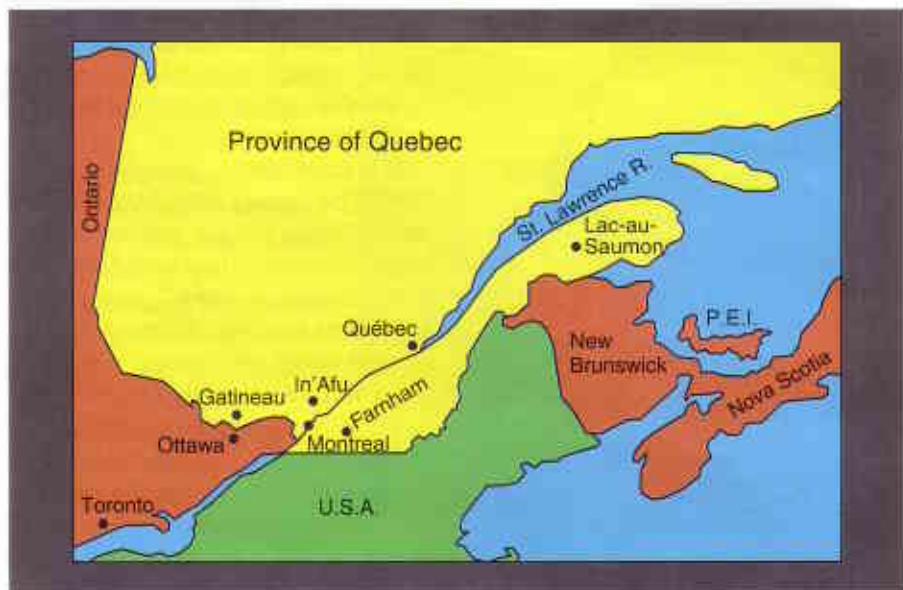 Province of Quebec
Ontario
St. Lawrence R.
Lac-au-
Saumon
Québec
P.E.I.
New
Brunswick
Nova Scotia
In'Afu
Gatineau
Farnham
Ottawa
Montreal
Toronto
U.S.A.